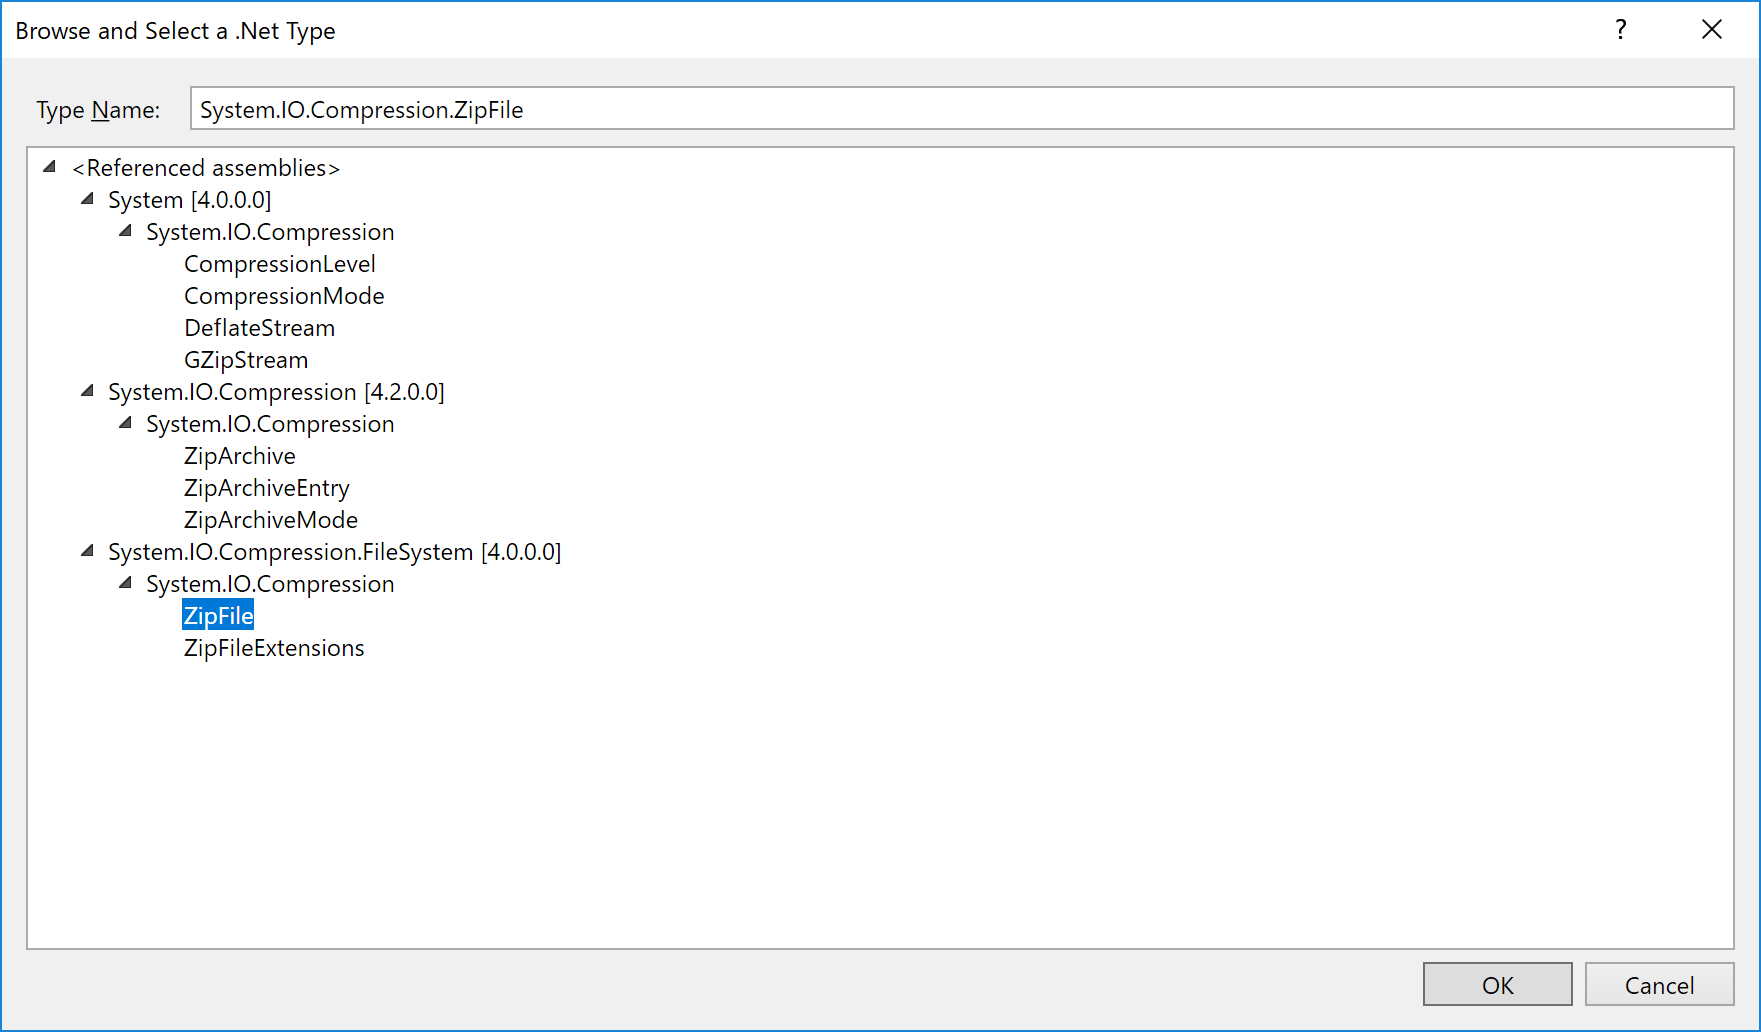 Browse and Select a .Net Type
?
Type Name: System.IO.Compression.ZipFile
<Referenced assemblies>
System [4.0.0.0]
System.IO.Compression
CompressionLevel
CompressionMode
DeflateStream
GZipStream
System.IO.Compression [4.2.0.0]
System.IO.Compression
ZipArchive
ZipArchiveEntry
ZipArchiveMode
System.IO.Compression.FileSystem [4.0.0.0]
System.IO.Compression
ZipFile
ZipFileExtensions
OK Cancel